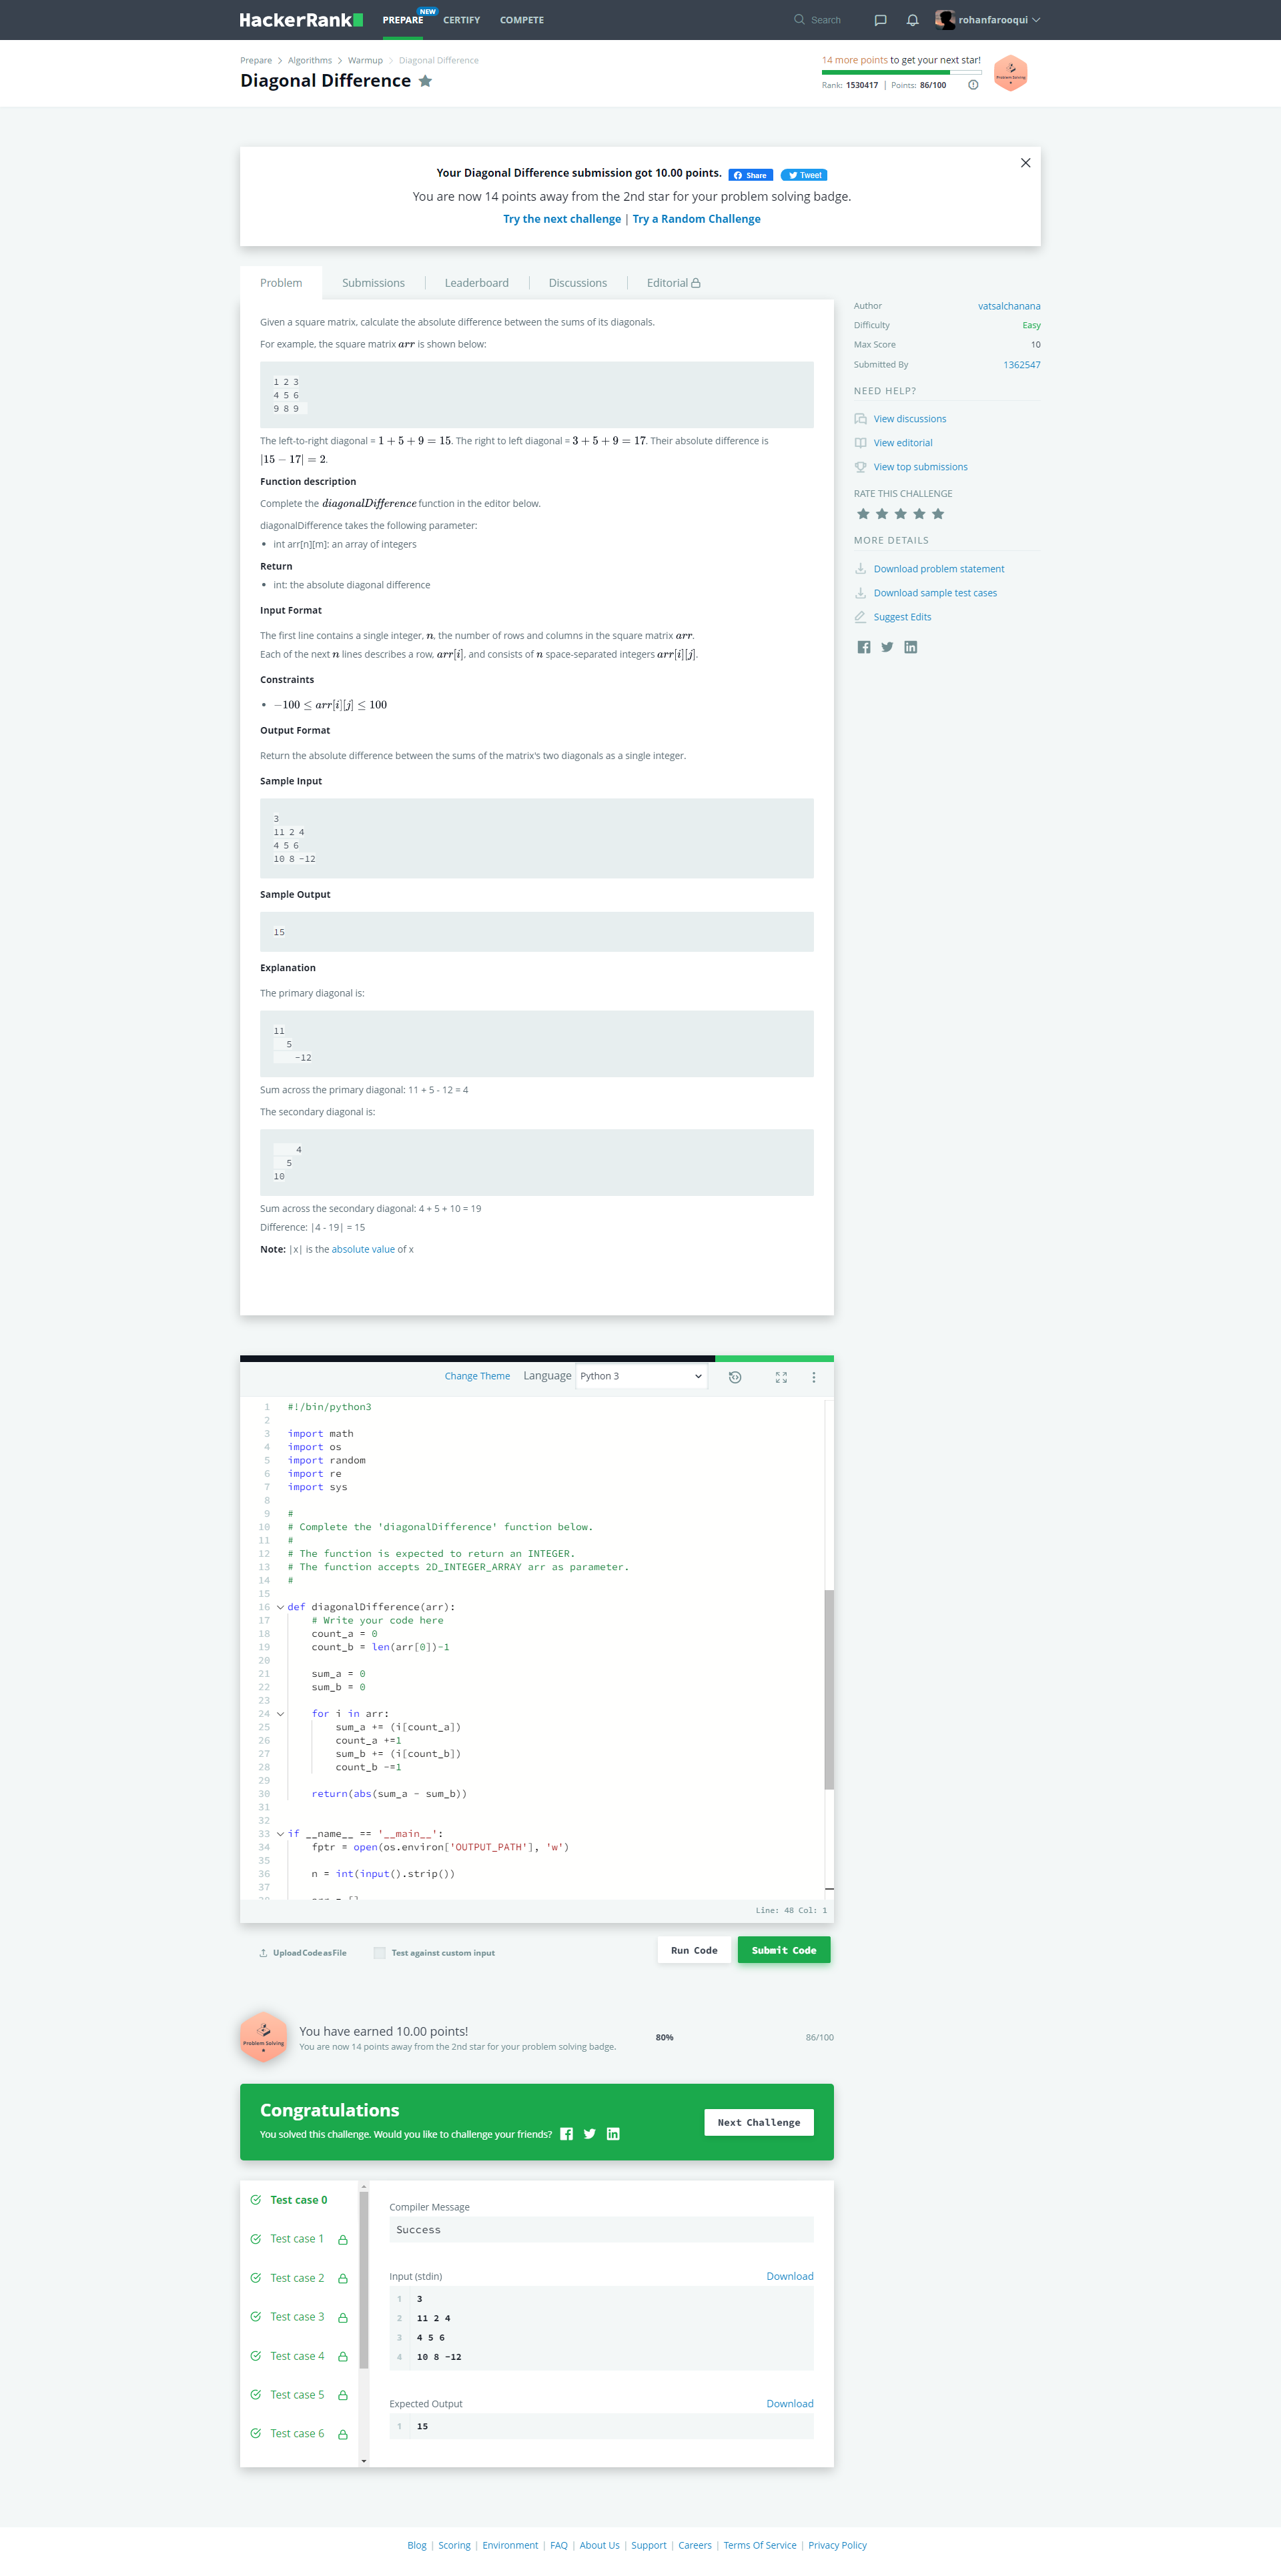 HackerRank
PREPARE
NEW
CERTIFY
COMPETE
Search
rohanfarooqui
Prepare > Algorithms > Warmup > Diagonal Difference
Diagonal Difference
14 more points to get your next star!
Rank: 1530417 | Points: 86/100
Problem Solving
Your Diagonal Difference submission got 10.00 points.
Share
Tweet
You are now 14 points away from the 2nd star for your problem solving badge.
Try the next challenge | Try a Random Challenge
Problem
Submissions
Leaderboard
Discussions
Editorial
Given a square matrix, calculate the absolute difference between the sums of its diagonals.
For example, the square matrix arr is shown below:
1 2 3
4 5 6
9 8 9
The left-to-right diagonal = 1 + 5 + 9 = 15. The right to left diagonal = 3 + 5 + 9 = 17. Their absolute difference is
|15 − 17| = 2.
Function description
Complete the diagonalDifference function in the editor below.
diagonalDifference takes the following parameter:
• int arr[n][m]: an array of integers
Return
• int: the absolute diagonal difference
Input Format
The first line contains a single integer, n, the number of rows and columns in the square matrix arr.
Each of the next n lines describes a row, arr[i], and consists of n space-separated integers arr[i][j].
Constraints
• −100 ≤ arr[i][j] ≤ 100
Output Format
Return the absolute difference between the sums of the matrix's two diagonals as a single integer.
Sample Input
3
11 2 4
4 5 6
10 8 -12
Sample Output
15
Explanation
The primary diagonal is:
11
5
-12
Sum across the primary diagonal: 11 + 5 - 12 = 4
The secondary diagonal is:
4
5
10
Sum across the secondary diagonal: 4 + 5 + 10 = 19
Difference: |4 - 19| = 15
Note: |x| is the absolute value of x
Author vatsalchanana
Difficulty Easy
Max Score 10
Submitted By 1362547
NEED HELP?
View discussions
View editorial
View top submissions
RATE THIS CHALLENGE
MORE DETAILS
Download problem statement
Download sample test cases
Suggest Edits
Change Theme
Language
Python 3
1 #!/bin/python3
2
3 import math
4 import os
5 import random
6 import re
7 import sys
8
9 #
10 # Complete the 'diagonalDifference' function below.
11 #
12 # The function is expected to return an INTEGER.
13 # The function accepts 2D_INTEGER_ARRAY arr as parameter.
14 #
15
16 def diagonalDifference(arr):
17     # Write your code here
18     count_a = 0
19     count_b = len(arr[0])-1
20
21     sum_a = 0
22     sum_b = 0
23
24     for i in arr:
25         sum_a += (i[count_a])
26         count_a +=1
27         sum_b += (i[count_b])
28         count_b -=1
29
30     return(abs(sum_a - sum_b))
31
32
33 if __name__ == '__main__':
34     fptr = open(os.environ['OUTPUT_PATH'], 'w')
35
36     n = int(input().strip())
37
Line: 48 Col: 1
Upload Code as File
Test against custom input
Run Code
Submit Code
Problem Solving
You have earned 10.00 points!
You are now 14 points away from the 2nd star for your problem solving badge.
80%
86/100
Congratulations
You solved this challenge. Would you like to challenge your friends?
Next Challenge
Test case 0
Test case 1
Test case 2
Test case 3
Test case 4
Test case 5
Test case 6
Compiler Message
Success
Input (stdin)
Download
1 3
2 11 2 4
3 4 5 6
4 10 8 -12
Expected Output
Download
1 15
Blog | Scoring | Environment | FAQ | About Us | Support | Careers | Terms Of Service | Privacy Policy